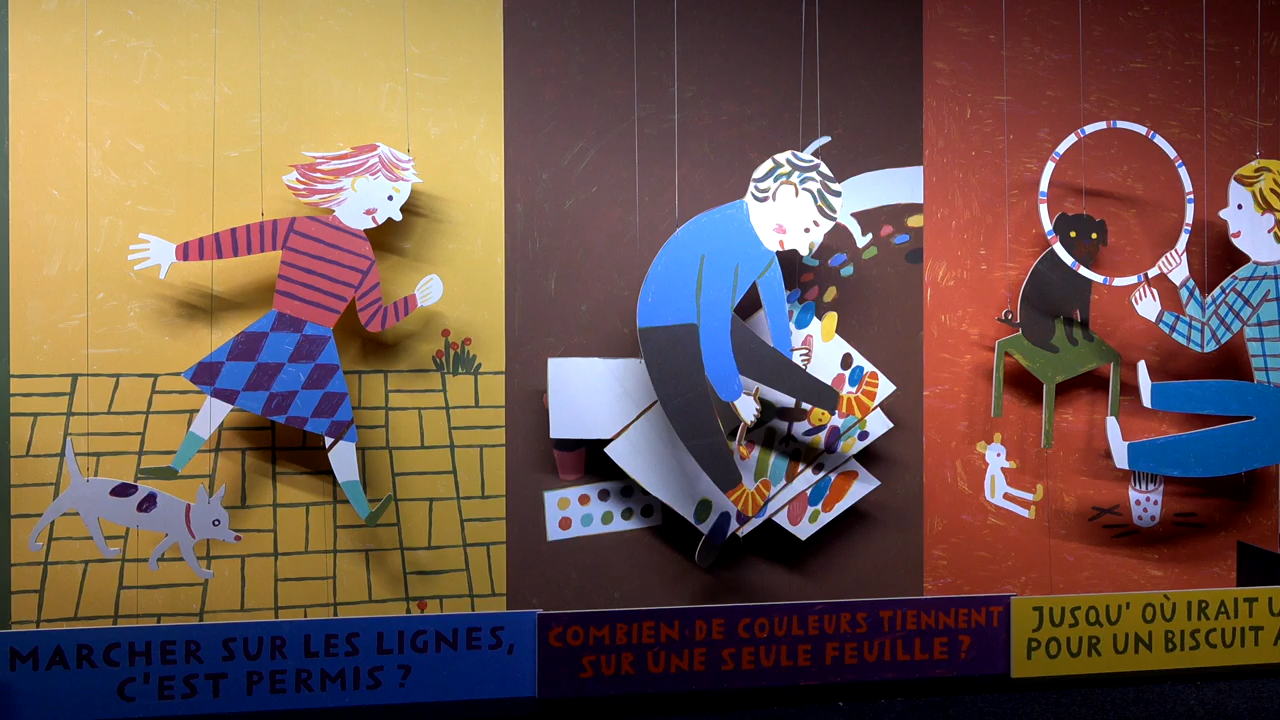 MARCHER SUR LES LIGNES,
C'EST PERMIS ?
COMBIEN DE COULEURS TIENNENT
SUR UNE SEULE FEUILLE ?
JUSQU' OÙ IRAIT
POUR UN BISCUIT